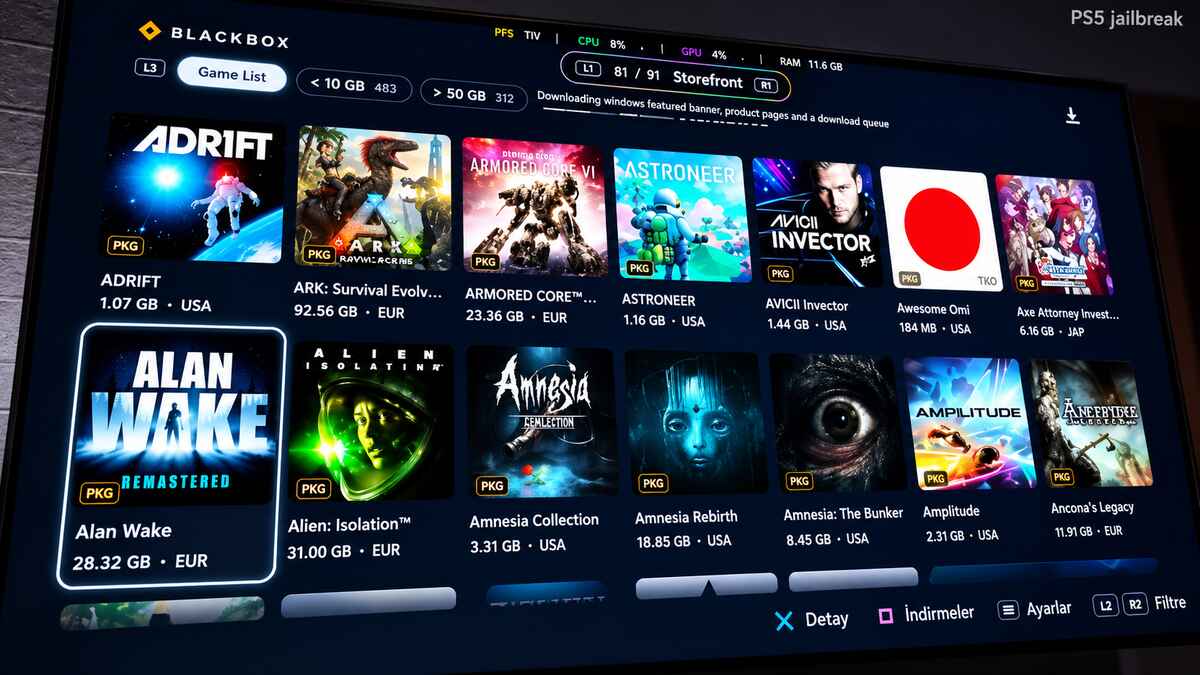 PS5 jailbreak
BLACKBOX
PFS TIV | CPU 8% . | GPU 4% . | RAM 11.6 GB
L3 Game List < 10 GB 483 > 50 GB 312
L1 81 / 91 Storefront R1
Downloading windows featured banner, product pages and a download queue
ADR1FT
PKG
ARK
PKG
ARMORED CORE VI
PKG
ASTRONEER
PKG
AVICII
INVECTOR
PKG
PKG
TKO
PKG
ADRIFT
1.07 GB • USA
ARK: Survival Evolv...
92.56 GB • EUR
ARMORED CORE™...
23.36 GB • EUR
ASTRONEER
1.16 GB • USA
AVICII Invector
1.44 GB • USA
Awesome Omi
184 MB • USA
Axe Attorney Invest...
6.16 GB • JAP
ALAN
WAKE
REMASTERED
PKG
ALIEN
PKG
Amnesia
PKG
PKG
PKG
AMPLITUDE
PKG
PKG
Alan Wake
28.32 GB • EUR
Alien: Isolation™
31.00 GB • EUR
Amnesia Collection
3.31 GB • USA
Amnesia Rebirth
18.85 GB • USA
Amnesia: The Bunker
8.45 GB • USA
Amplitude
2.31 GB • USA
Ancona's Legacy
11.91 GB • EUR
Detay İndirmeler Ayarlar L2 R2 Filtre